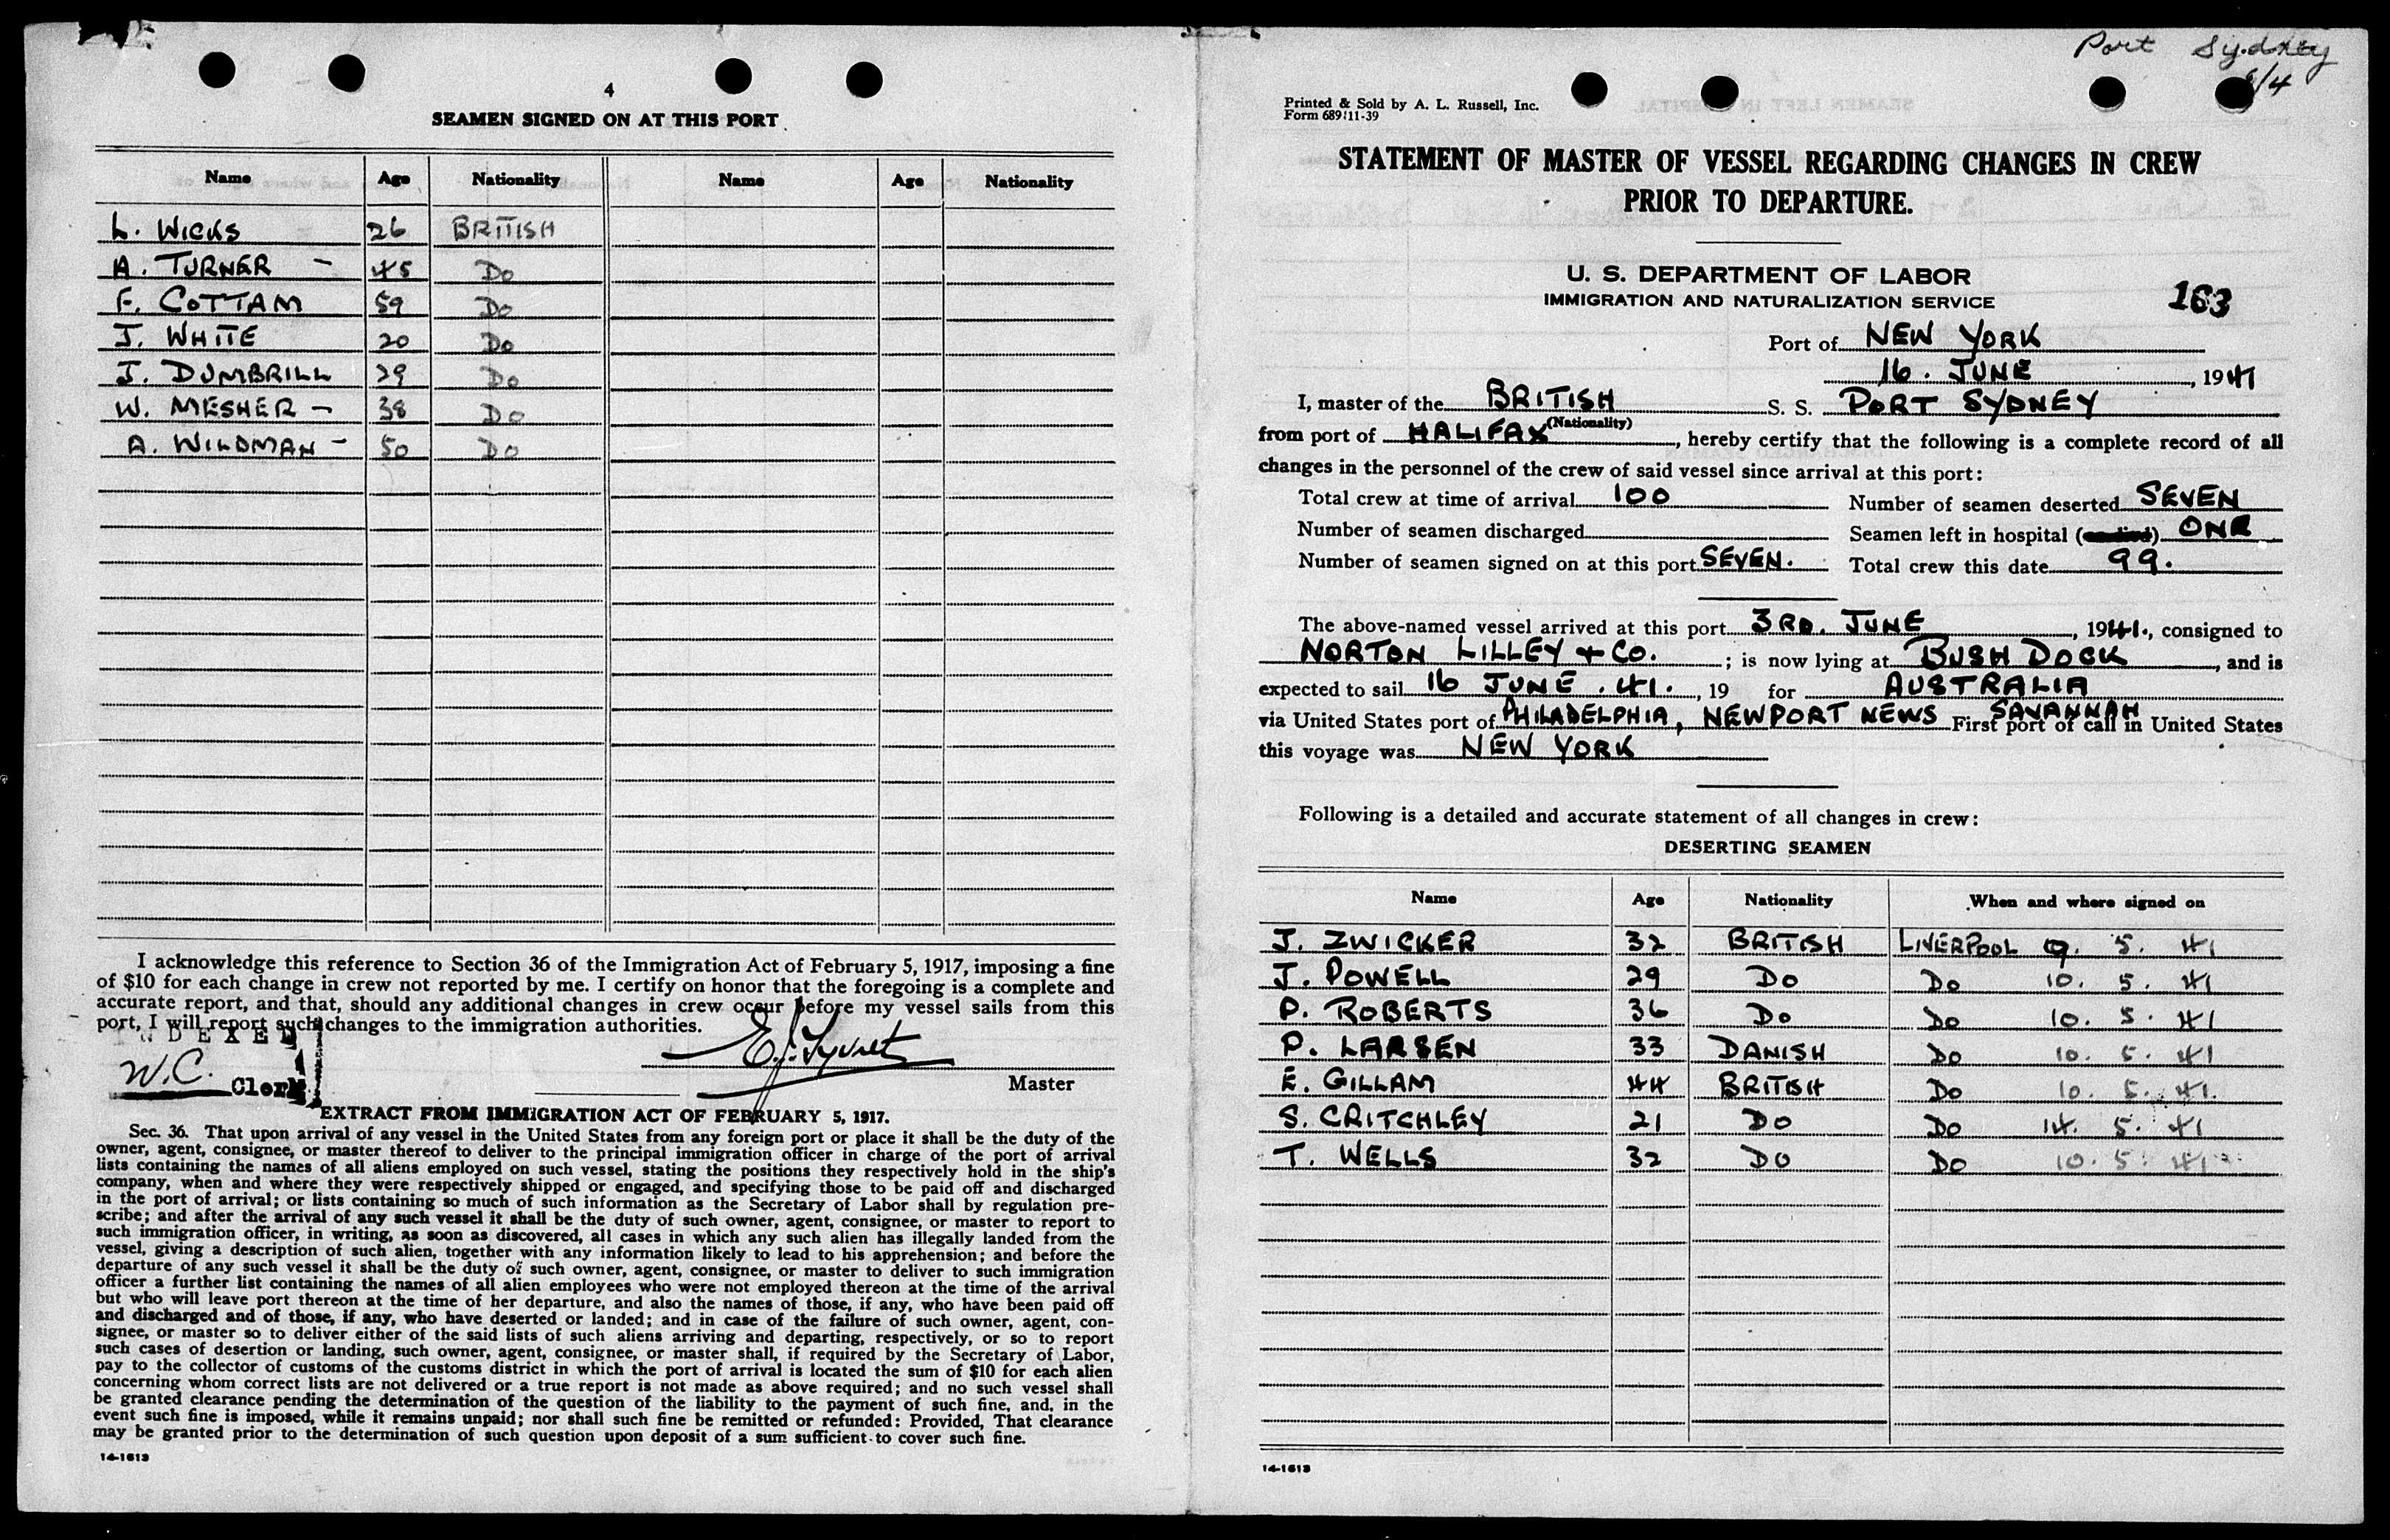 4
SEAMEN SIGNED ON AT THIS PORT
Name Age Nationality Name Age Nationality
L. WICKS 26 BRITISH
A. TURNER - 45 Do
F. COTTAM 59 Do
J. WHITE 20 Do
J. DUMBRILL 29 Do
W. MESHER - 38 Do
A. WILDMAN - 50 Do
I acknowledge this reference to Section 36 of the Immigration Act of February 5, 1917, imposing a fine
of $10 for each change in crew not reported by me. I certify on honor that the foregoing is a complete and
accurate report, and that, should any additional changes in crew occur before my vessel sails from this
port, I will report such changes to the immigration authorities.
NDEXED
W.C. Clerk
Master
EXTRACT FROM IMMIGRATION ACT OF FEBRUARY 5, 1917.
Sec. 36. That upon arrival of any vessel in the United States from any foreign port or place it shall be the duty of the
owner, agent, consignee, or master thereof to deliver to the principal immigration officer in charge of the port of arrival
lists containing the names of all aliens employed on such vessel, stating the positions they respectively hold in the ship's
company, when and where they were respectively shipped or engaged, and specifying those to be paid off and discharged
in the port of arrival; or lists containing so much of such information as the Secretary of Labor shall by regulation pre-
scribe; and after the arrival of any such vessel it shall be the duty of such owner, agent, consignee, or master to report to
such immigration officer, in writing, as soon as discovered, all cases in which any such alien has illegally landed from the
vessel, giving a description of such alien, together with any information likely to lead to his apprehension; and before the
departure of any such vessel it shall be the duty of such owner, agent, consignee, or master to deliver to such immigration
officer a further list containing the names of all alien employees who were not employed thereon at the time of the arrival
but who will leave port thereon at the time of her departure, and also the names of those, if any, who have been paid off
and discharged and of those, if any, who have deserted or landed; and in case of the failure of such owner, agent, con-
signee, or master so to deliver either of the said lists of such aliens arriving and departing, respectively, or so to report
such cases of desertion or landing, such owner, agent, consignee, or master shall, if required by the Secretary of Labor,
pay to the collector of customs of the customs district in which the port of arrival is located the sum of $10 for each alien
concerning whom correct lists are not delivered or a true report is not made as above required; and no such vessel shall
be granted clearance pending the determination of the question of the liability to the payment of such fine, and, in the
event such fine is imposed, while it remains unpaid; nor shall such fine be remitted or refunded: Provided, That clearance
may be granted prior to the determination of such question upon deposit of a sum sufficient to cover such fine.
14-1613
Port Sydney
/4
Printed & Sold by A. L. Russell, Inc.
Form 689 11-39
STATEMENT OF MASTER OF VESSEL REGARDING CHANGES IN CREW
PRIOR TO DEPARTURE.
U. S. DEPARTMENT OF LABOR
IMMIGRATION AND NATURALIZATION SERVICE
163
Port of NEW YORK
16. JUNE, 1941
I, master of the BRITISH S. S. PORT SYDNEY
(Nationality)
from port of HALIFAX, hereby certify that the following is a complete record of all
changes in the personnel of the crew of said vessel since arrival at this port:
Total crew at time of arrival 100 Number of seamen deserted SEVEN
Number of seamen discharged Seamen left in hospital ( ) ONE
Number of seamen signed on at this port SEVEN. Total crew this date 99.
The above-named vessel arrived at this port 3RD. JUNE, 1941., consigned to
NORTON LILLEY + CO.; is now lying at BUSH DOCK, and is
expected to sail 16 JUNE . 41., 19 for AUSTRALIA
via United States port of PHILADELPHIA, NEWPORT NEWS SAVANNAH First port of call in United States
this voyage was NEW YORK
Following is a detailed and accurate statement of all changes in crew:
DESERTING SEAMEN
Name Age Nationality When and where signed on
J. ZWICKER 32 BRITISH LIVERPOOL 9. 5. 41
J. POWELL 29 Do Do 10. 5. 41
P. ROBERTS 36 Do Do 10. 5. 41
P. LARSEN 33 DANISH Do 10. 5. 41
E. GILLAM 44 BRITISH Do 10. 5. 41.
S. CRITCHLEY 21 DO Do 14. 5. 41
T. WELLS 32 DO DO 10. 5. 41
14-1613